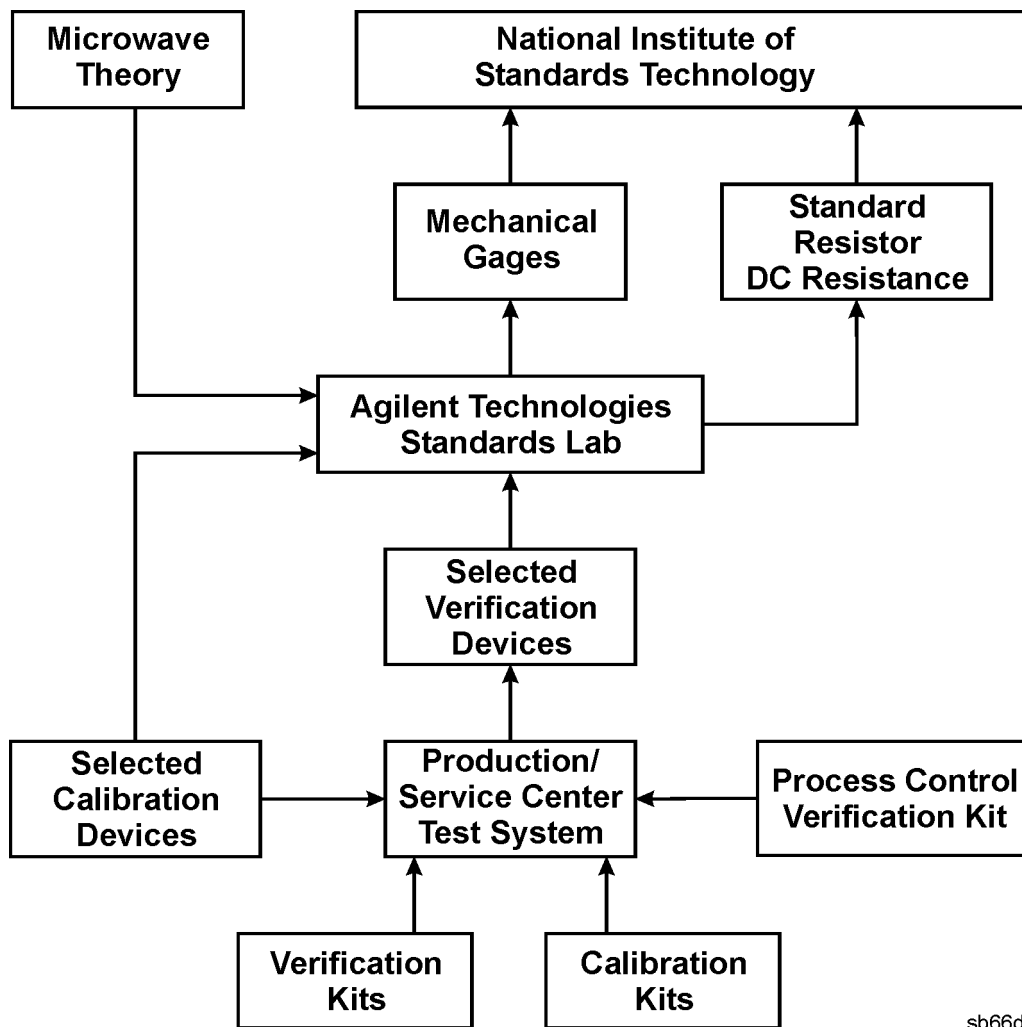 Microwave
Theory
National Institute of
Standards Technology
Mechanical
Gages
Standard
Resistor
DC Resistance
Agilent Technologies
Standards Lab
Selected
Verification
Devices
Selected
Calibration
Devices
Production/
Service Center
Test System
Process Control
Verification Kit
Verification
Kits
Calibration
Kits
sb66d